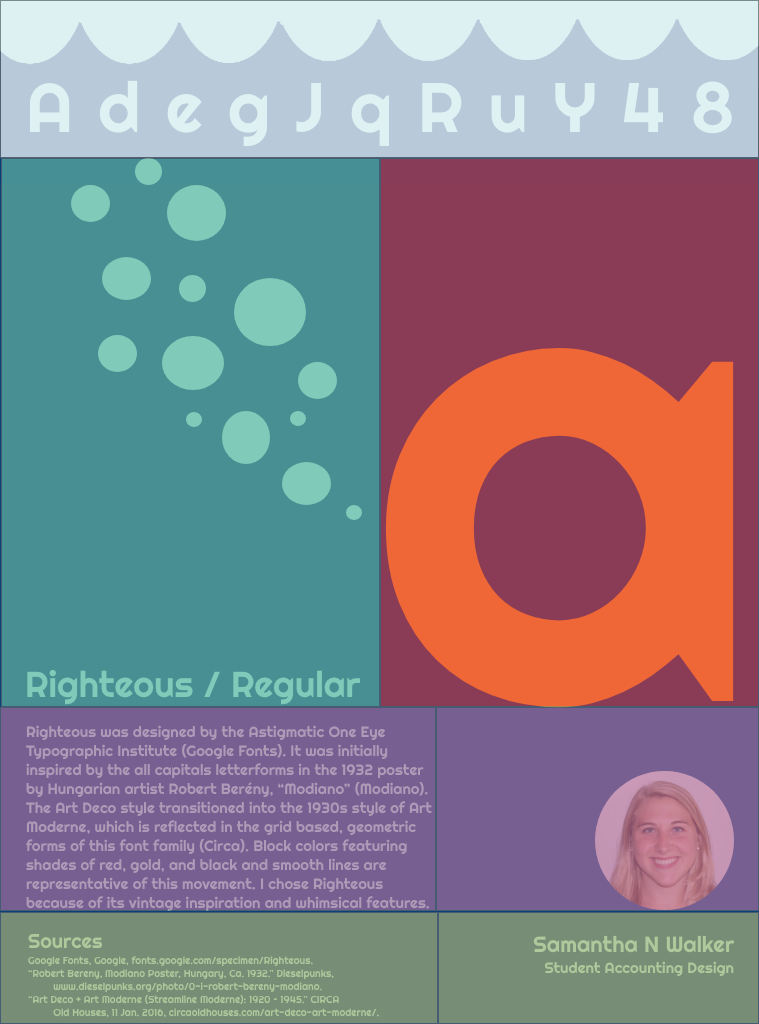 A d e g J q R u Y 4 8
a
Righteous / Regular
Righteous was designed by the Astigmatic One Eye
Typographic Institute (Google Fonts). It was initially
inspired by the all capitals letterforms in the 1932 poster
by Hungarian artist Robert Berény, “Modiano” (Modiano).
The Art Deco style transitioned into the 1930s style of Art
Moderne, which is reflected in the grid based, geometric
forms of this font family (Circa). Block colors featuring
shades of red, gold, and black and smooth lines are
representative of this movement. I chose Righteous
because of its vintage inspiration and whimsical features.
Sources
Google Fonts, Google, fonts.google.com/specimen/Righteous.
“Robert Bereny, Modiano Poster, Hungary, Ca. 1932.” Dieselpunks,
www.dieselpunks.org/photo/0-i-robert-bereny-modiano.
“Art Deco + Art Moderne (Streamline Moderne): 1920 - 1945.” CIRCA
Old Houses, 11 Jan. 2016, circaoldhouses.com/art-deco-art-moderne/.
Samantha N Walker
Student Accounting Design